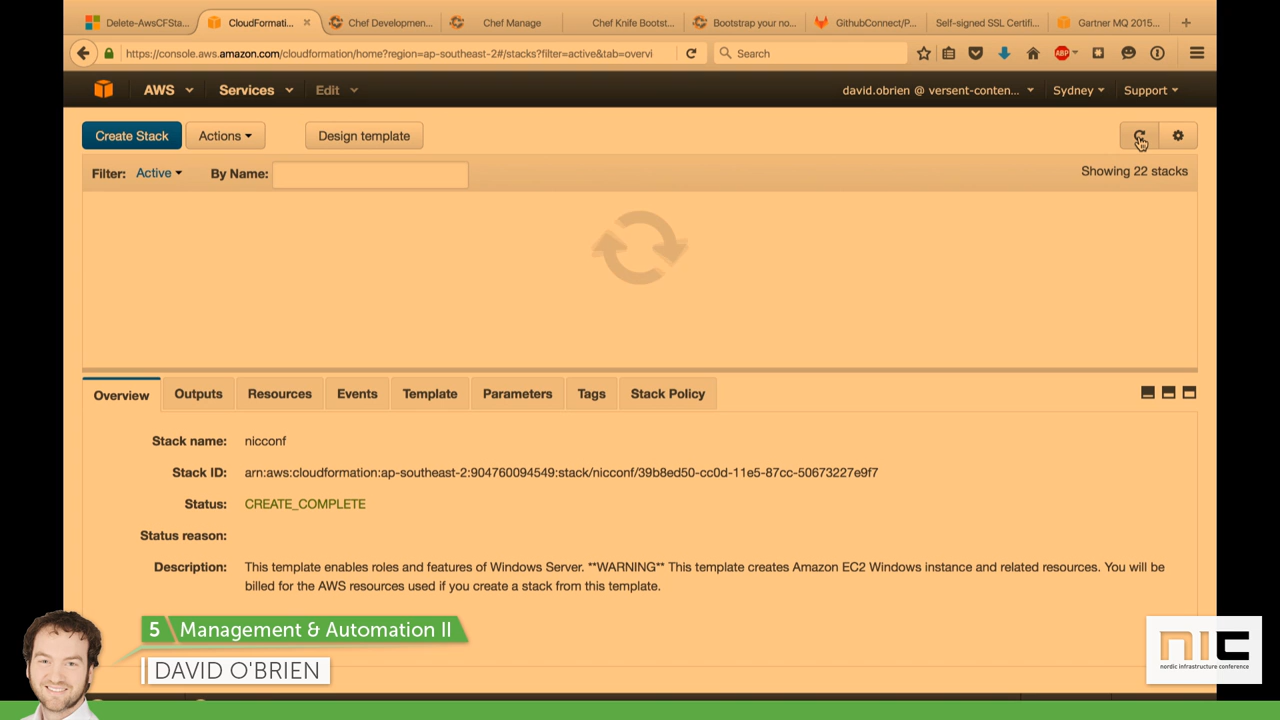 Delete-AwsCFSta...
CloudFormati...
Chef Developmen...
Chef Manage
Chef Knife Bootst...
Bootstrap your no...
GithubConnect/P...
Self-signed SSL Certifi...
Gartner MQ 2015...
https://console.aws.amazon.com/cloudformation/home?region=ap-southeast-2#/stacks?filter=active&tab=overvi
Search
ABP
AWS Services Edit david.obrien @ versent-conten... Sydney Support
Create Stack Actions Design template
Filter: Active By Name: Showing 22 stacks
Overview Outputs Resources Events Template Parameters Tags Stack Policy
Stack name: nicconf
Stack ID: arn:aws:cloudformation:ap-southeast-2:904760094549:stack/nicconf/39b8ed50-cc0d-11e5-87cc-50673227e9f7
Status: CREATE_COMPLETE
Status reason:
Description: This template enables roles and features of Windows Server. **WARNING** This template creates Amazon EC2 Windows instance and related resources. You will
be billed for the AWS resources used if you create a stack from this template.
5 Management & Automation II
DAVID O'BRIEN
NIC
nordic infrastructure conference